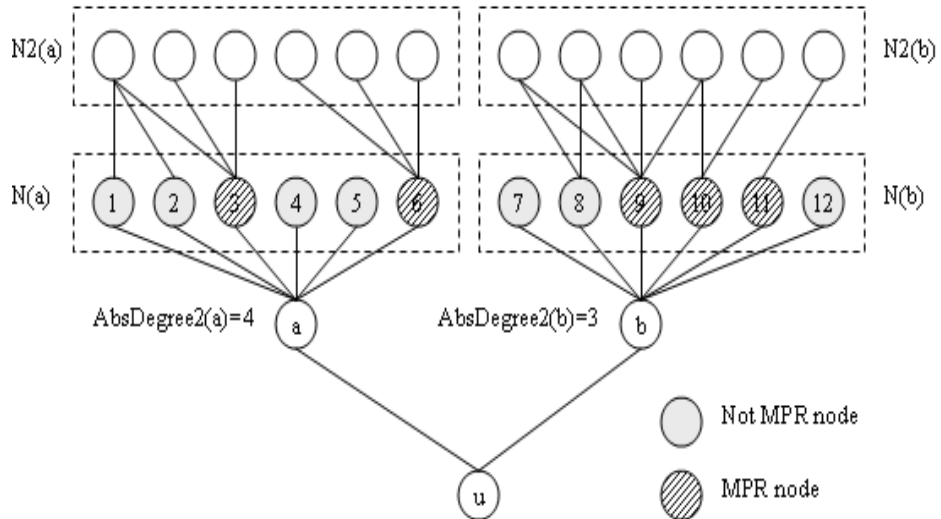 N2(a)
N2(b)
N(a)
1 2 3 4 5 6
7 8 9 10 11 12
N(b)
AbsDegree2(a)=4
a
AbsDegree2(b)=3
b
Not MPR node
u
MPR node